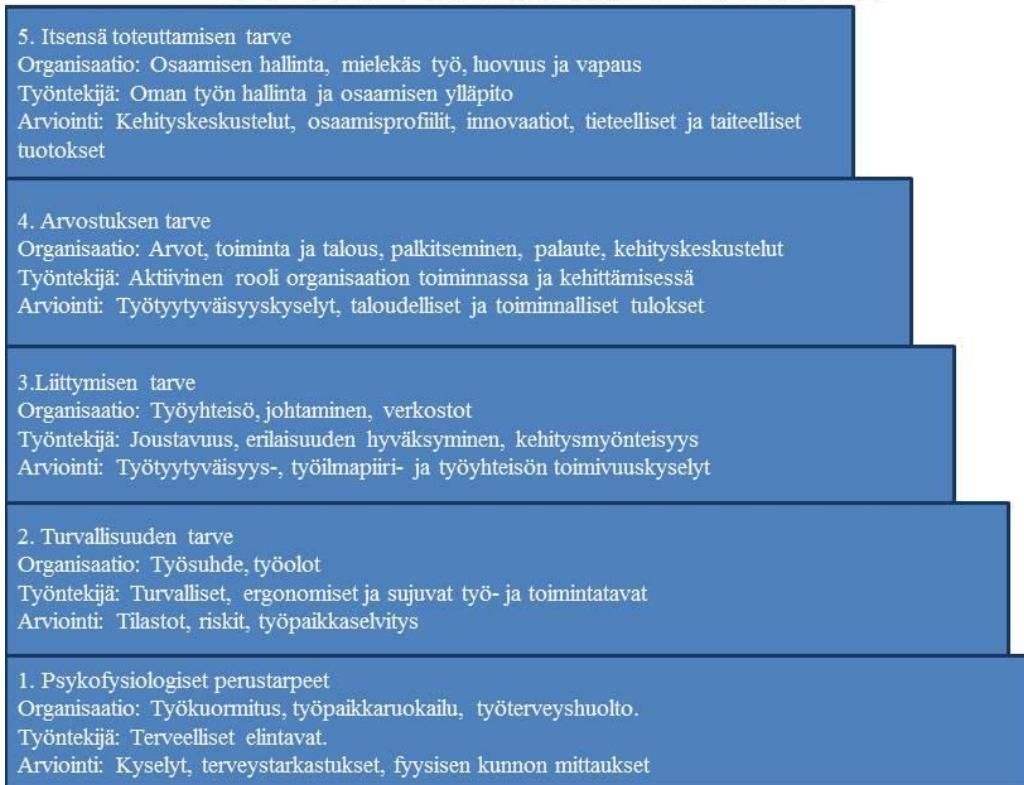 5. Itsensä toteuttamisen tarve
Organisaatio: Osaamisen hallinta, mielekäs työ, luovuus ja vapaus
Työntekijä: Oman työn hallinta ja osaamisen ylläpito
Arviointi: Kehityskeskustelut, osaamisprofiilit, innovaatiot, tieteelliset ja taiteelliset
tuotokset
4. Arvostuksen tarve
Organisaatio: Arvot, toiminta ja talous, palkitseminen, palaute, kehityskeskustelut
Työntekijä: Aktiivinen rooli organisaation toiminnassa ja kehittämisessä
Arviointi: Työtyytyväisyyskyselyt, taloudelliset ja toiminnalliset tulokset
3.Liittymisen tarve
Organisaatio: Työyhteisö, johtaminen, verkostot
Työntekijä: Joustavuus, erilaisuuden hyväksyminen, kehitysmyönteisyys
Arviointi: Työtyytyväisyys-, työilmapiiri- ja työyhteisön toimivuuskyselyt
2. Turvallisuuden tarve
Organisaatio: Työsuhde, työolot
Työntekijä: Turvalliset, ergonomiset ja sujuvat työ- ja toimintatavat
Arviointi: Tilastot, riskit, työpaikkaselvitys
1. Psykofysiologiset perustarpeet
Organisaatio: Työkuormitus, työpaikkaruokailu, työterveyshuolto.
Työntekijä: Terveelliset elintavat.
Arviointi: Kyselyt, terveystarkastukset, fyysisen kunnon mittaukset